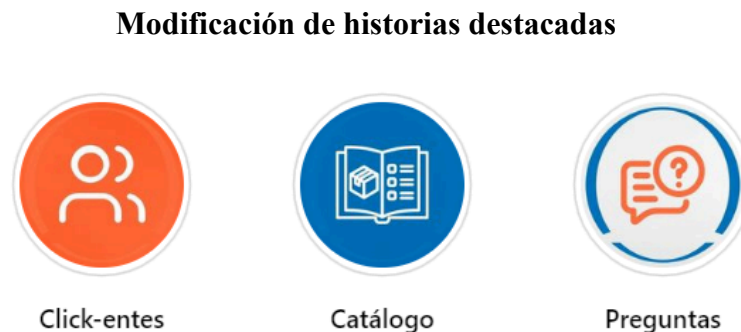 Modificación de historias destacadas
Click-entes
Catálogo
Preguntas